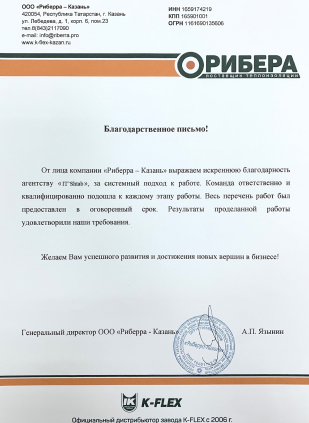 ООО «Риберра – Казань»
420054, Республика Татарстан, г. Казань
ул. Лебедева, д. 1, корп. 6, пом.23
тел.8(843)2117090
e-mail: info@riberra.pro
www.k-flex-kazan.ru
ИНН 1659174219
КПП 165901001
ОГРН 1161690135606
РИБЕРА
ПОСТАВЩИК ТЕПЛОИЗОЛЯЦИИ
Благодарственное письмо!
От лица компании «Риберра – Казань» выражаем искреннюю благодарность
агентству за системный подход к работе. Команда ответственно и
квалифицированно подошла к каждому этапу работы. Весь перечень работ был
предоставлен в оговоренный срок. Результаты проделанной работы
удовлетворили наши требования.
Желаем Вам успешного развития и достижения новых вершин в бизнесе!
Генеральный директор ООО «Риберра - Казань»
А.П. Язынин
K-FLEX
Официальный дистрибьютор завода K-FLEX с 2006 г.